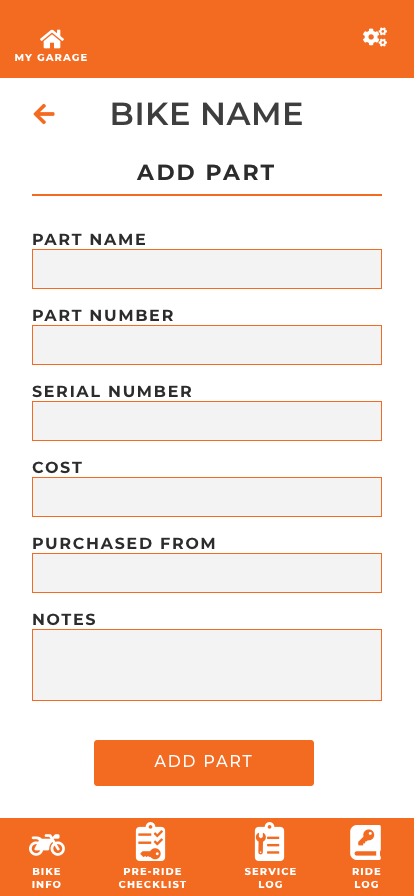 MY GARAGE
BIKE NAME
ADD PART
PART NAME
PART NUMBER
SERIAL NUMBER
COST
PURCHASED FROM
NOTES
ADD PART
BIKE
INFO
PRE-RIDE
CHECKLIST
SERVICE
LOG
RIDE
LOG